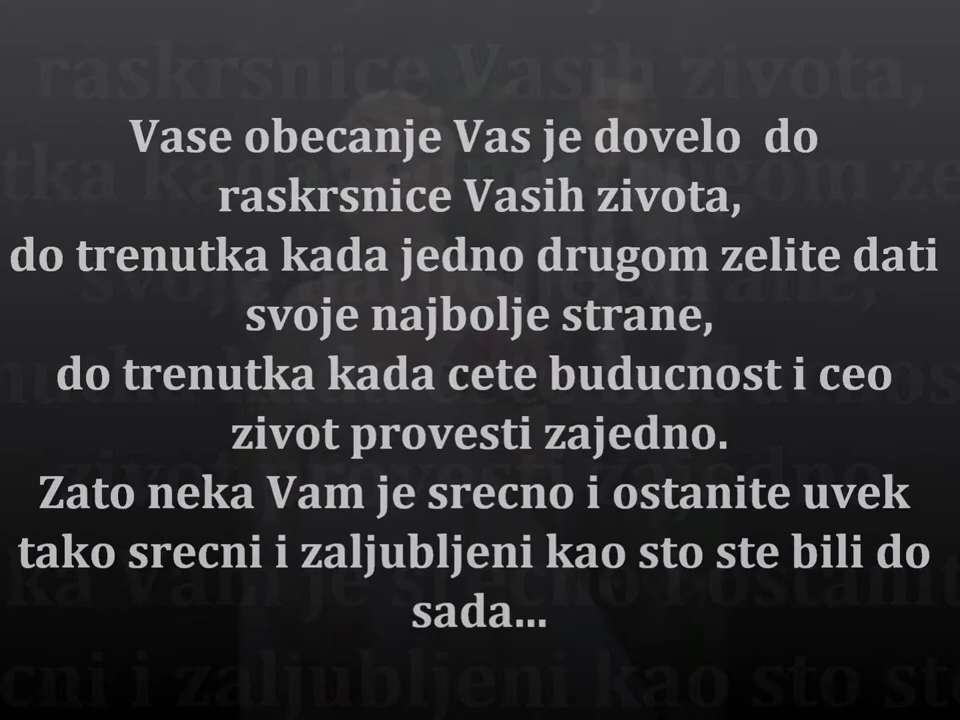 Vase obecanje Vas je dovelo  do
raskrsnice Vasih zivota,
do trenutka kada jedno drugom zelite dati
svoje najbolje strane,
do trenutka kada cete buducnost i ceo
zivot provesti zajedno.
Zato neka Vam je srecno i ostanite uvek
tako srecni i zaljubljeni kao sto ste bili do
sada...